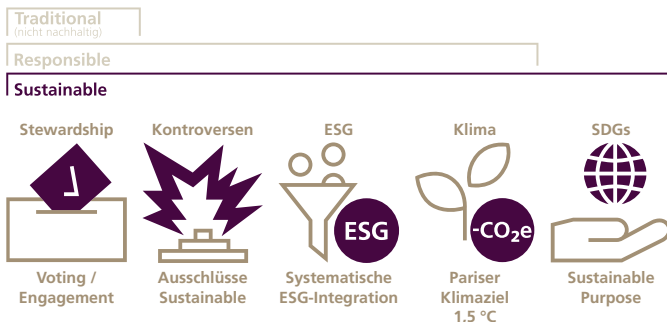 Traditional
(nicht nachhaltig)
Responsible
Sustainable
Stewardship
Kontroversen
ESG
Klima
SDGs
ESG
-CO₂e
Voting /
Engagement
Ausschlüsse
Sustainable
Systematische
ESG-Integration
Pariser
Klimaziel
1,5 °C
Sustainable
Purpose